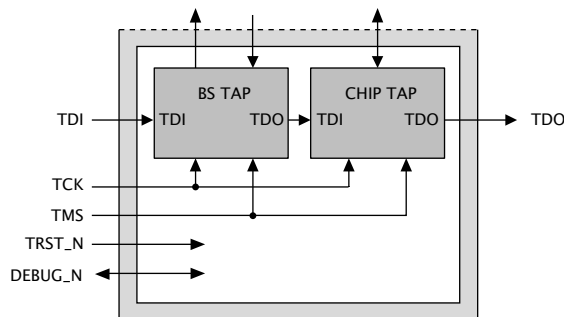 BS TAP CHIP TAP
TDI TDI TDO TDI TDO TDO
TCK
TMS
TRST_N
DEBUG_N